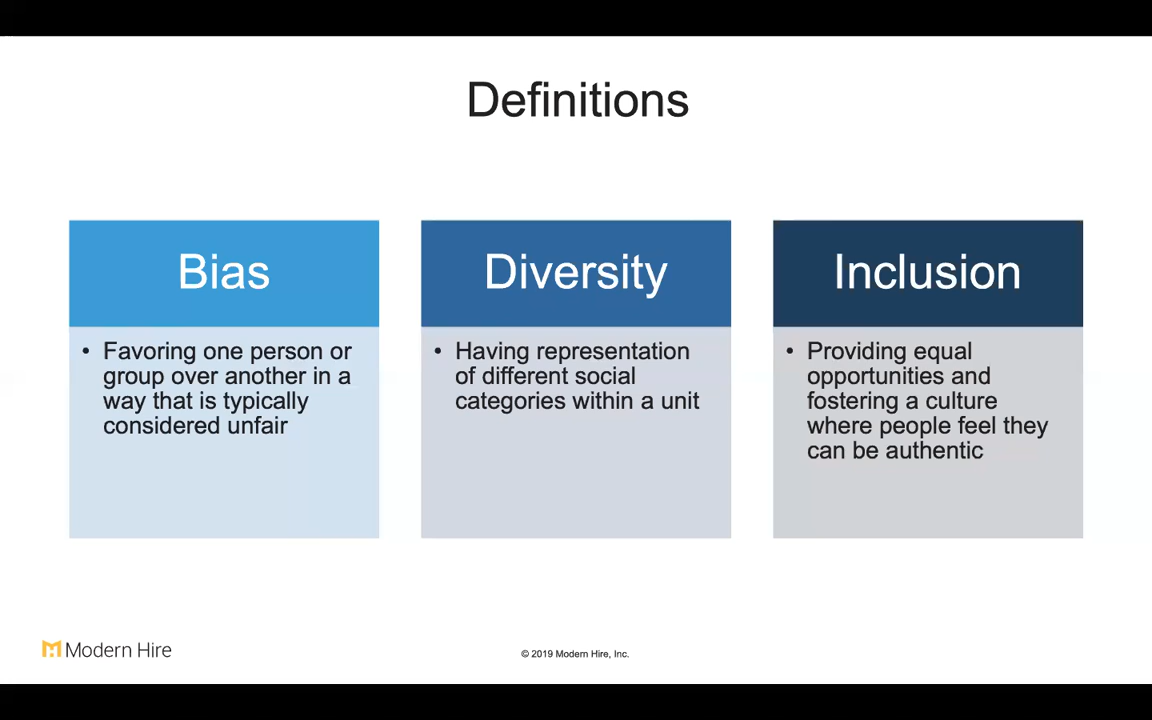 Definitions
Bias
• Favoring one person or
group over another in a
way that is typically
considered unfair
Diversity
• Having representation
of different social
categories within a unit
Inclusion
• Providing equal
opportunities and
fostering a culture
where people feel they
can be authentic
Modern Hire
© 2019 Modern Hire, Inc.